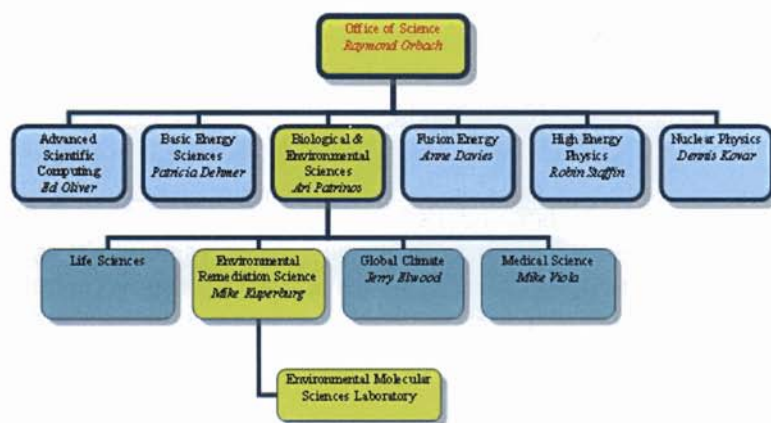 Office of Science
Raymond Orbach
Advanced
Scientific
Computing
Ed Oliver
Basic Energy
Sciences
Patricia Dehmer
Biological &
Environmental
Sciences
Ari Patrinos
Fusion Energy
Anne Davies
High Energy
Physics
Robin Staffin
Nuclear Physics
Dennis Kovar
Life Sciences
Environmental
Remediation Science
Mike Kuperburg
Global Climate
Jerry Elwood
Medical Science
Mike Viola
Environmental Molecular
Sciences Laboratory